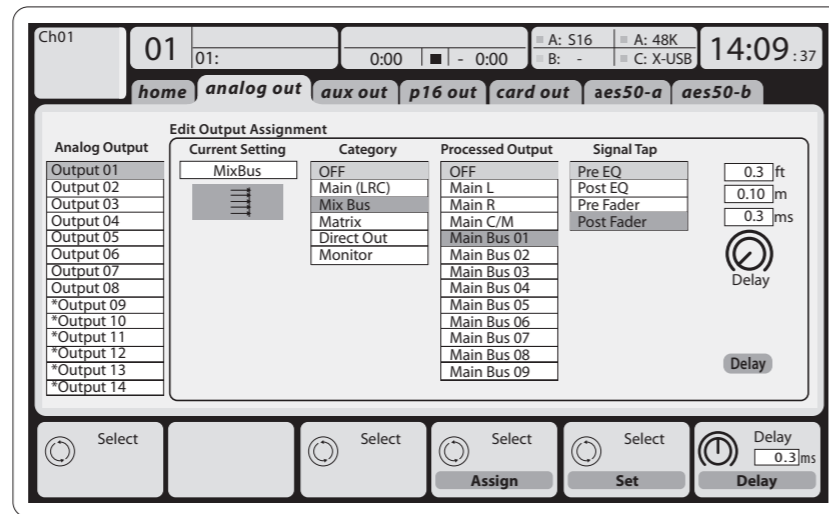 Ch01
01
01:
0:00 - 0:00
A: S16 A: 48K
B: - C: X-USB
14:09 :37
home analog out aux out p16 out card out aes50-a aes50-b
Edit Output Assignment
Analog Output Current Setting Category Processed Output Signal Tap
Output 01 MixBus OFF OFF Pre EQ 0.3 ft
Output 02 Main (LRC) Main L Post EQ 0.10 m
Output 03 Mix Bus Main R Pre Fader 0.3 ms
Output 04 Matrix Main C/M Post Fader
Output 05 Direct Out Main Bus 01
Output 06 Monitor Main Bus 02
Output 07 Main Bus 03 Delay
Output 08 Main Bus 04
*Output 09 Main Bus 05
*Output 10 Main Bus 06
*Output 11 Main Bus 07
*Output 12 Main Bus 08 Delay
*Output 13 Main Bus 09
*Output 14
Select Select Select Select Delay
0.3 ms
Assign Set Delay